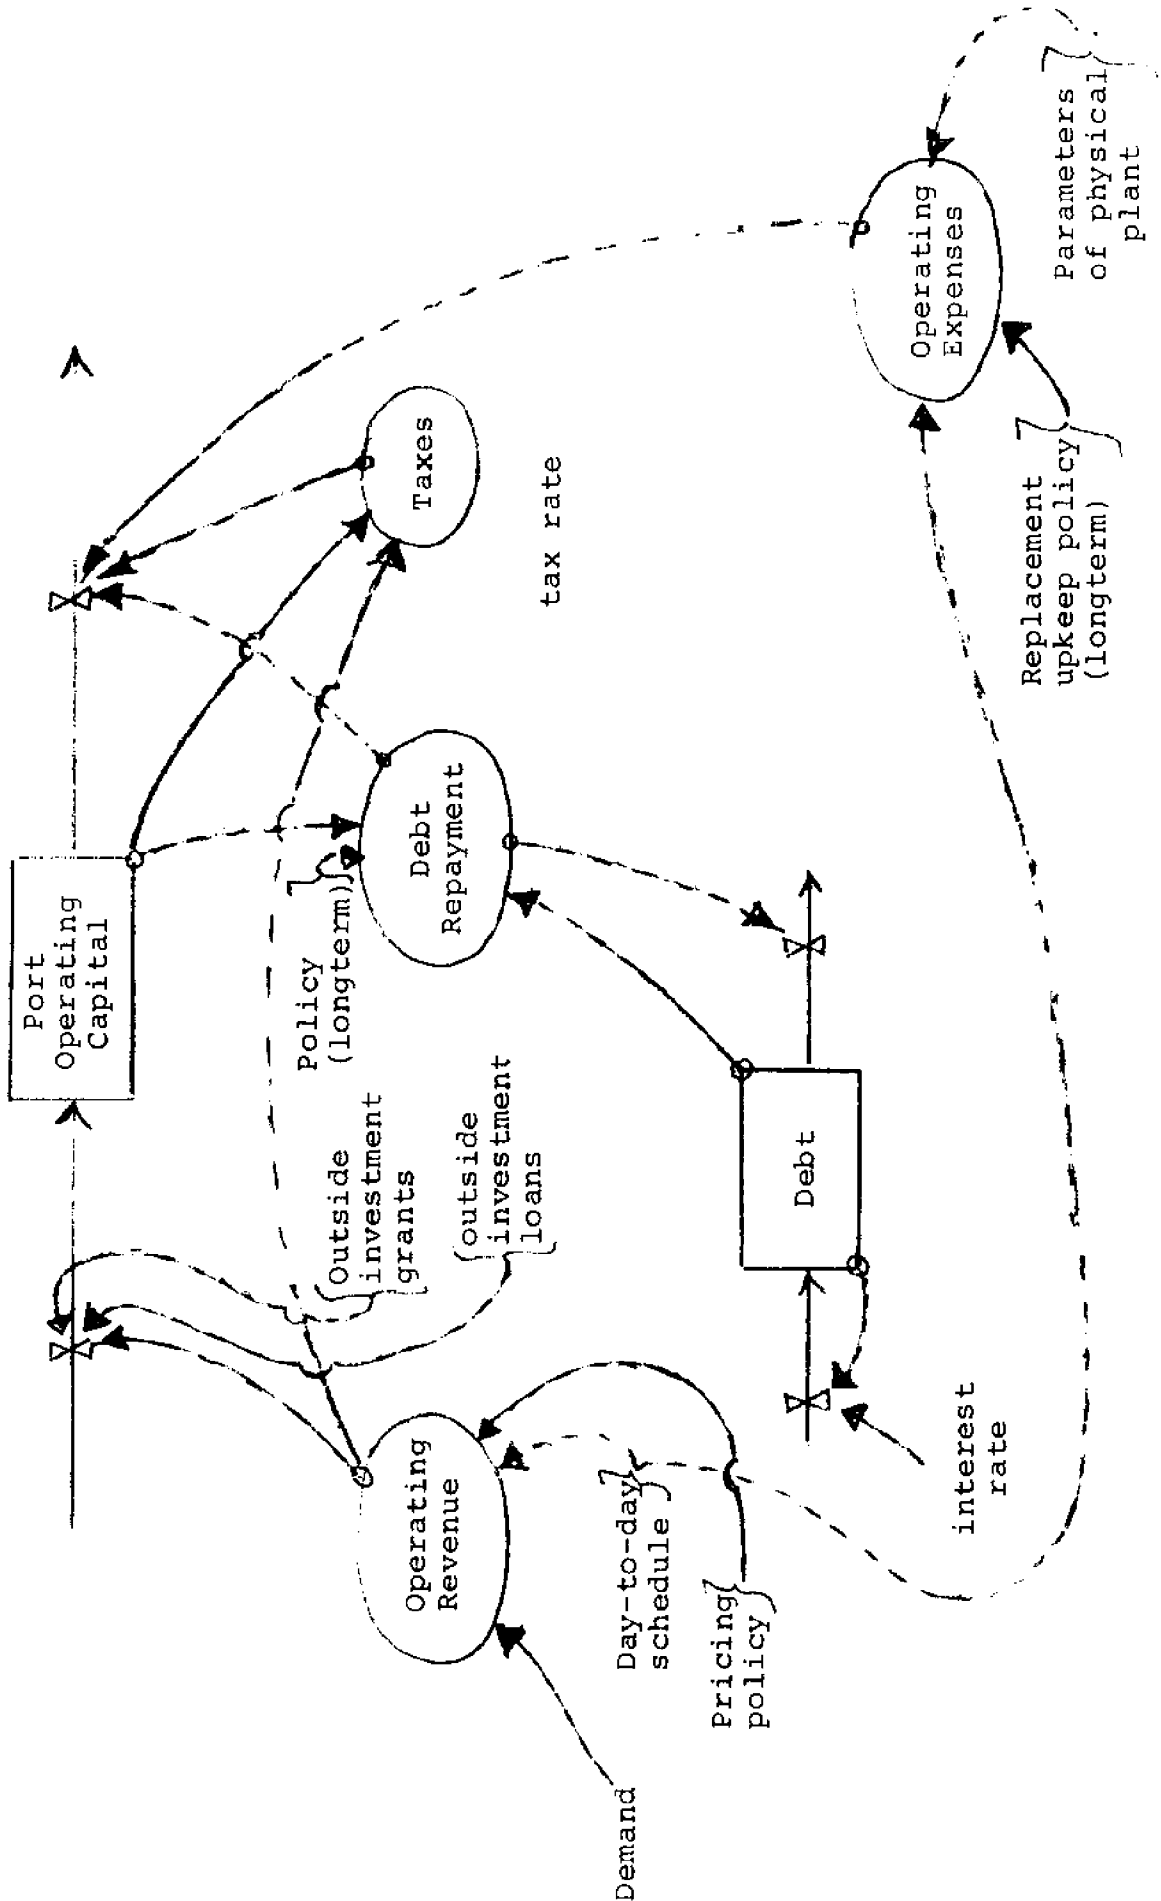 Port
Operating
Capital
Outside
investment
grants
outside
investment
loans
Policy
(longterm)
Operating
Revenue
Debt
Repayment
Taxes
tax rate
Demand
Day-to-day
schedule
Pricing
policy
Debt
interest
rate
Operating
Expenses
Replacement
upkeep policy
(longterm)
Parameters
of physical
plant